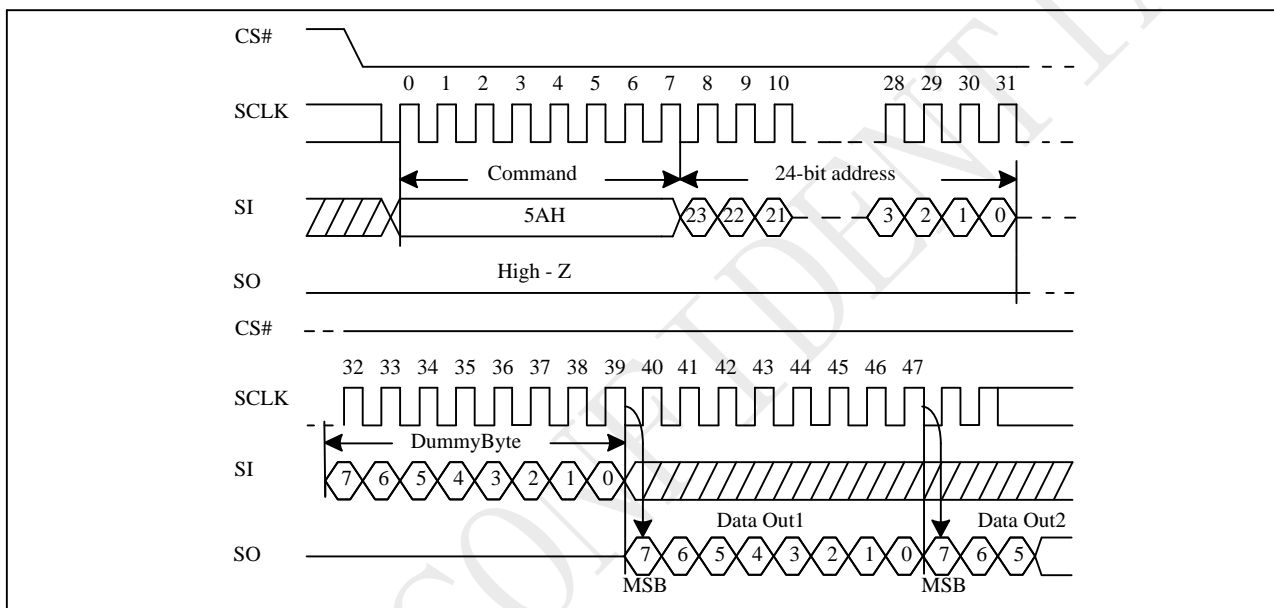 CS#
0 1 2 3 4 5 6 7 8 9 10 28 29 30 31
SCLK
Command 24-bit address
SI 5AH 23 22 21 3 2 1 0
High - Z
SO
CS#
32 33 34 35 36 37 38 39 40 41 42 43 44 45 46 47
SCLK
DummyByte
SI 7 6 5 4 3 2 1 0
Data Out1 Data Out2
SO 7 6 5 4 3 2 1 0 7 6 5
MSB MSB
CONFIDENTIA